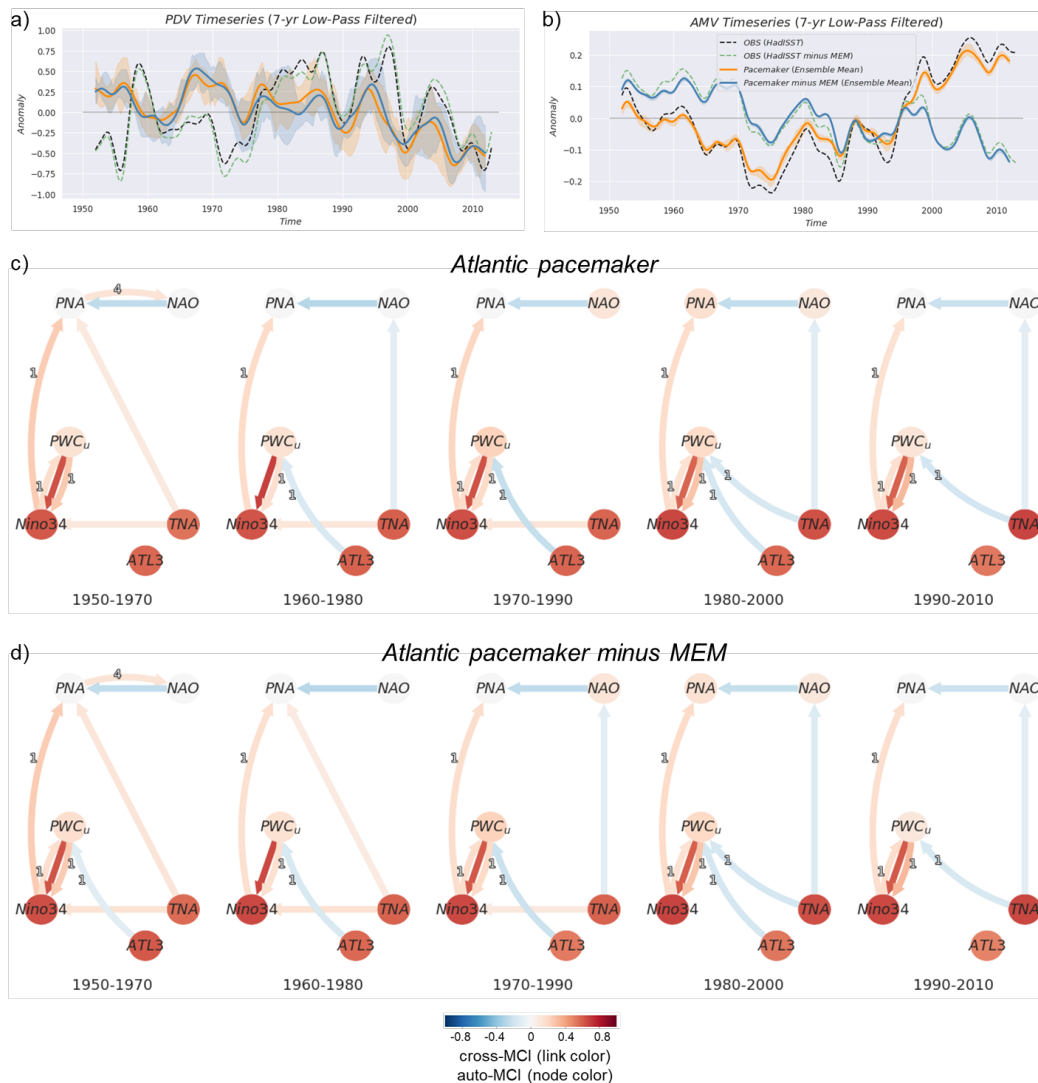 a)
PDV Timeseries (7-yr Low-Pass Filtered)
1.00
0.75
0.50
0.25
0.00
−0.25
−0.50
−0.75
−1.00
Anomaly
1950 1960 1970 1980 1990 2000 2010
Time
b)
AMV Timeseries (7-yr Low-Pass Filtered)
OBS (HadISST)
OBS (HadISST minus MEM)
Pacemaker (Ensemble Mean)
Pacemaker minus MEM (Ensemble Mean)
0.2
0.1
0.0
−0.1
−0.2
Anomaly
1950 1960 1970 1980 1990 2000 2010
Time
c)
Atlantic pacemaker
PNA 4 NAO
1
PWCu
1 1
Nino34 TNA
ATL3
1950-1970
PNA NAO
1
PWCu
1
1
Nino34 TNA
ATL3
1960-1980
PNA NAO
1
PWCu
1 1
1
Nino34 TNA
ATL3
1970-1990
PNA NAO
1
PWCu
1 1 1
1
Nino34 TNA
ATL3
1980-2000
PNA NAO
1
PWCu
1 1 1
Nino34 TNA
ATL3
1990-2010
d)
Atlantic pacemaker minus MEM
PNA 4 NAO
1
PWCu
1 1
1
Nino34 TNA
ATL3
1950-1970
PNA NAO
1
PWCu
1
1
Nino34 TNA
ATL3
1960-1980
PNA NAO
1
PWCu
1 1
1
Nino34 TNA
ATL3
1970-1990
PNA NAO
1
PWCu
1 1 1
1
Nino34 TNA
ATL3
1980-2000
PNA NAO
1
PWCu
1 1 1
Nino34 TNA
ATL3
1990-2010
-0.8 -0.4 0 0.4 0.8
cross-MCI (link color)
auto-MCI (node color)